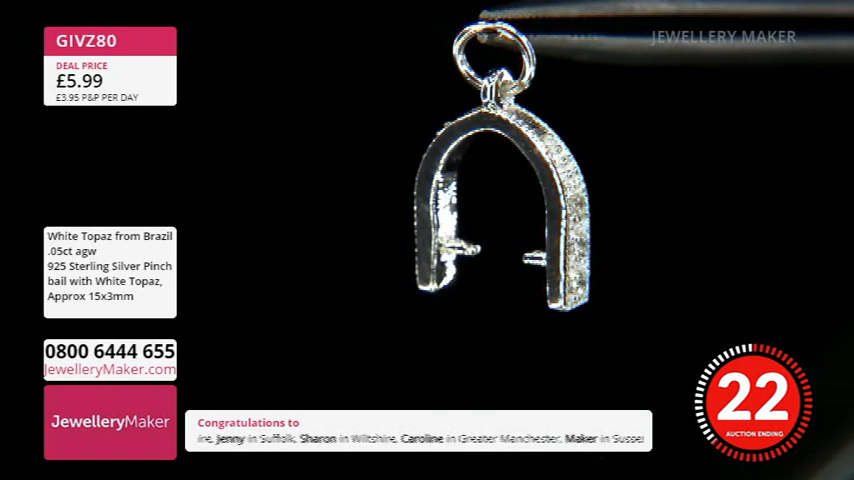 GIVZ80
DEAL PRICE
£5.99
£3.95 P&P PER DAY
JEWELLERY MAKER
White Topaz from Brazil
.05ct agw
925 Sterling Silver Pinch
bail with White Topaz,
Approx 15x3mm
0800 6444 655
JewelleryMaker.com
JewelleryMaker
Congratulations to
ire, Jenny in Suffolk, Sharon in Wiltshire, Caroline in Greater Manchester, Maker in Sussex
22
AUCTION ENDING